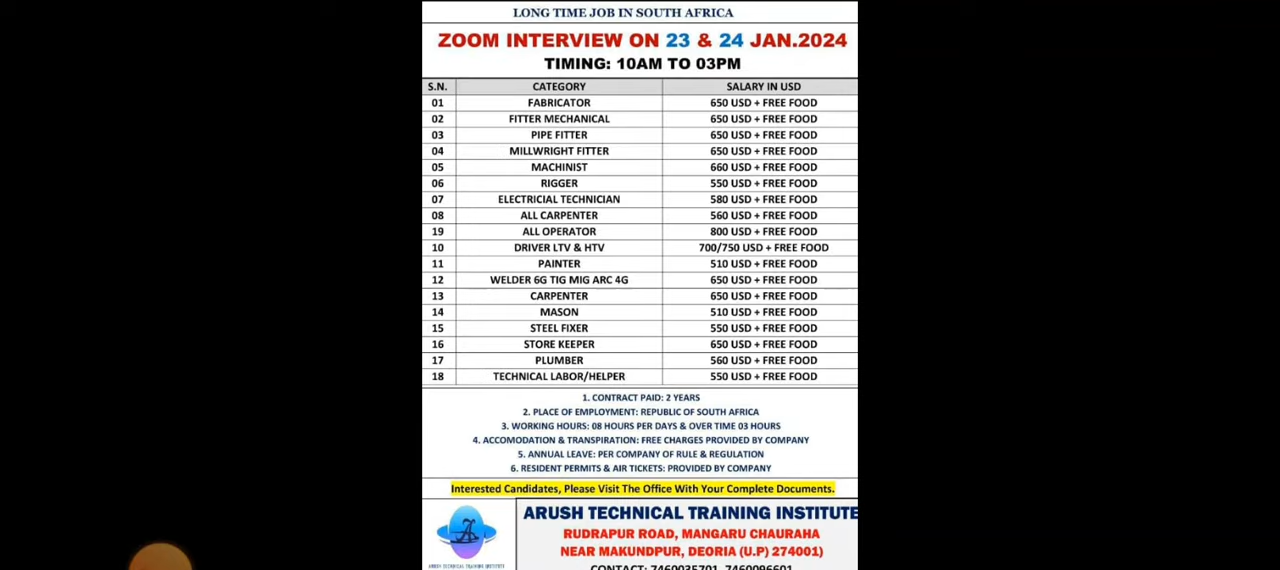 LONG TIME JOB IN SOUTH AFRICA
ZOOM INTERVIEW ON 23 & 24 JAN.2024
TIMING: 10AM TO 03PM
S.N. CATEGORY SALARY IN USD
01 FABRICATOR 650 USD + FREE FOOD
02 FITTER MECHANICAL 650 USD + FREE FOOD
03 PIPE FITTER 650 USD + FREE FOOD
04 MILLWRIGHT FITTER 650 USD + FREE FOOD
05 MACHINIST 660 USD + FREE FOOD
06 RIGGER 550 USD + FREE FOOD
07 ELECTRICIAL TECHNICIAN 580 USD + FREE FOOD
08 ALL CARPENTER 560 USD + FREE FOOD
19 ALL OPERATOR 800 USD + FREE FOOD
10 DRIVER LTV & HTV 700/750 USD + FREE FOOD
11 PAINTER 510 USD + FREE FOOD
12 WELDER 6G TIG MIG ARC 4G 650 USD + FREE FOOD
13 CARPENTER 650 USD + FREE FOOD
14 MASON 510 USD + FREE FOOD
15 STEEL FIXER 550 USD + FREE FOOD
16 STORE KEEPER 650 USD + FREE FOOD
17 PLUMBER 560 USD + FREE FOOD
18 TECHNICAL LABOR/HELPER 550 USD + FREE FOOD
1. CONTRACT PAID: 2 YEARS
2. PLACE OF EMPLOYMENT: REPUBLIC OF SOUTH AFRICA
3. WORKING HOURS: 08 HOURS PER DAYS & OVER TIME 03 HOURS
4. ACCOMODATION & TRANSPIRATION: FREE CHARGES PROVIDED BY COMPANY
5. ANNUAL LEAVE: PER COMPANY OF RULE & REGULATION
6. RESIDENT PERMITS & AIR TICKETS: PROVIDED BY COMPANY
Interested Candidates, Please Visit The Office With Your Complete Documents.
ARUSH TECHNICAL TRAINING INSTITUTE
RUDRAPUR ROAD, MANGARU CHAURAHA
NEAR MAKUNDPUR, DEORIA (U.P) 274001)
CONTACT: 7460035701, 7460096601
ARUSH TECHNICAL TRAINING INSTITUTE